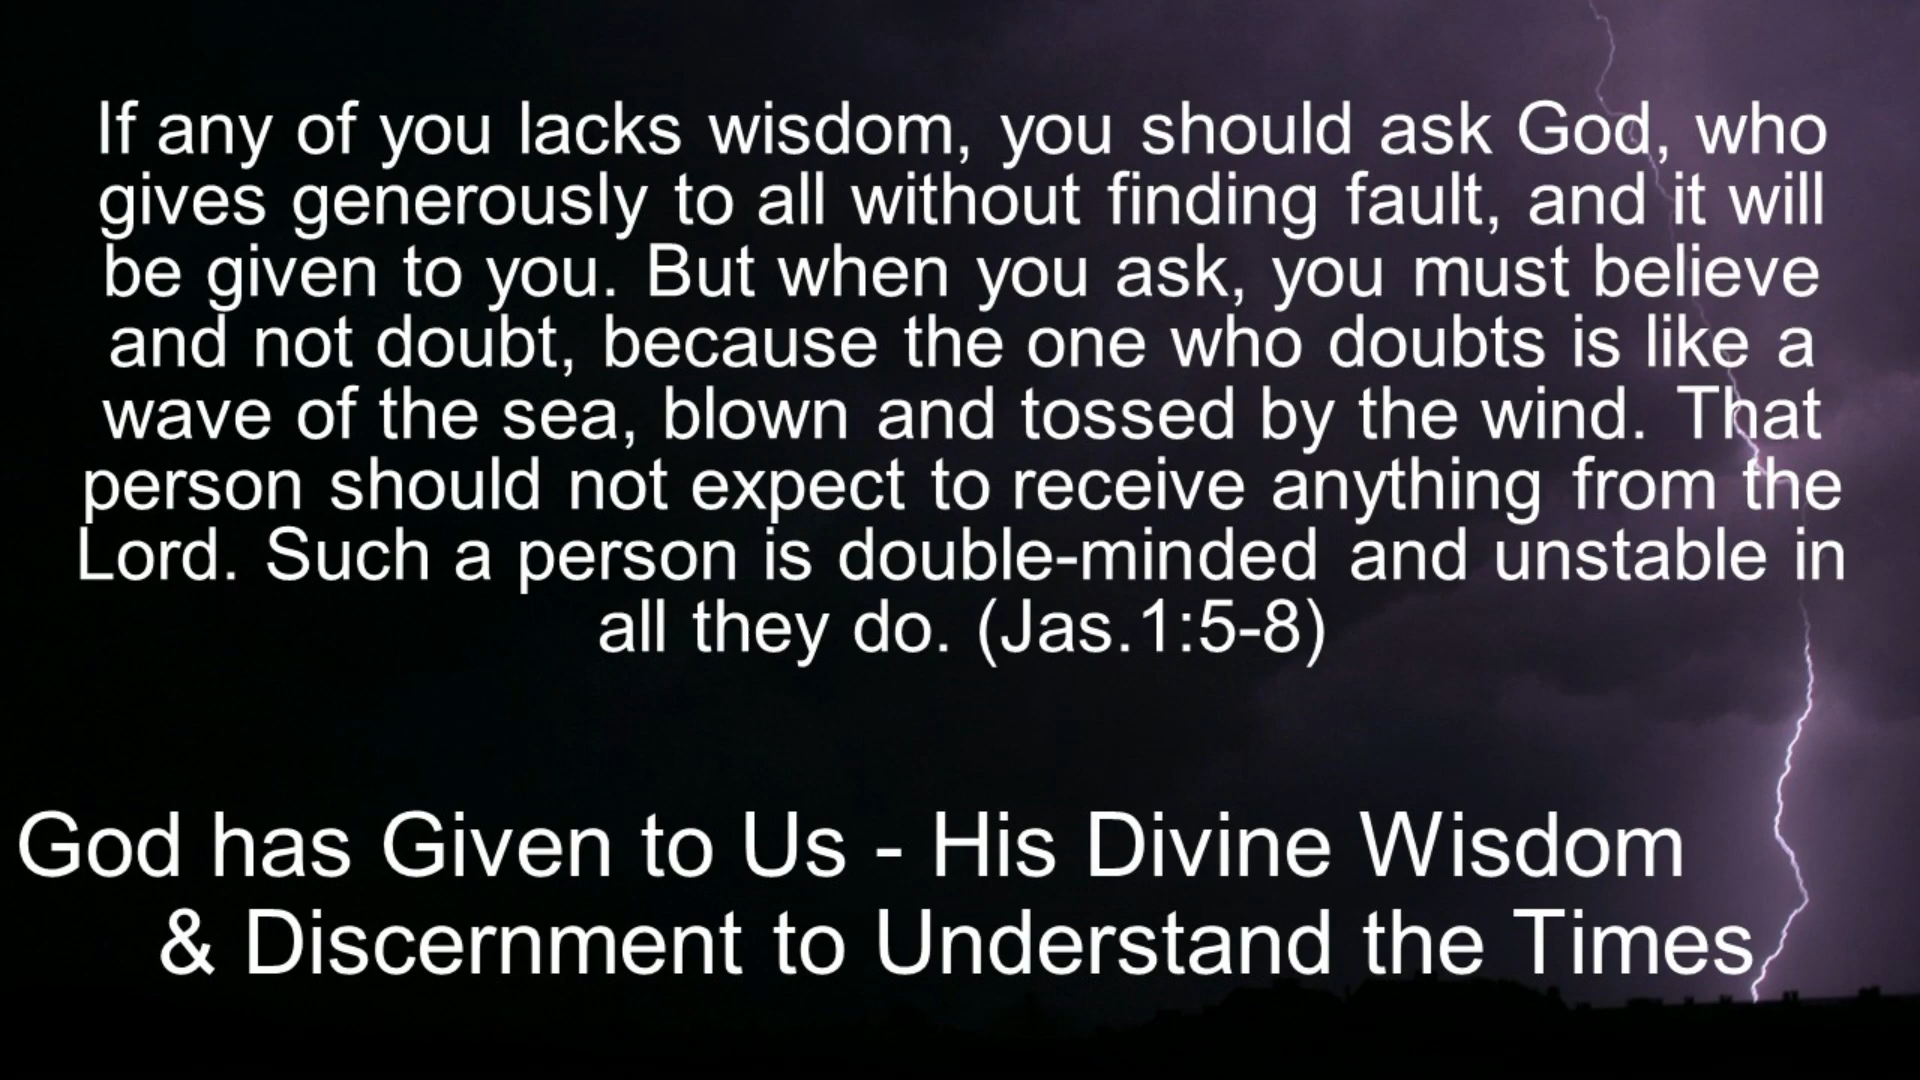 If any of you lacks wisdom, you should ask God, who
gives generously to all without finding fault, and it will
be given to you. But when you ask, you must believe
and not doubt, because the one who doubts is like a
wave of the sea, blown and tossed by the wind. That
person should not expect to receive anything from the
Lord. Such a person is double-minded and unstable in
all they do. (Jas.1:5-8)
God has Given to Us - His Divine Wisdom
& Discernment to Understand the Times